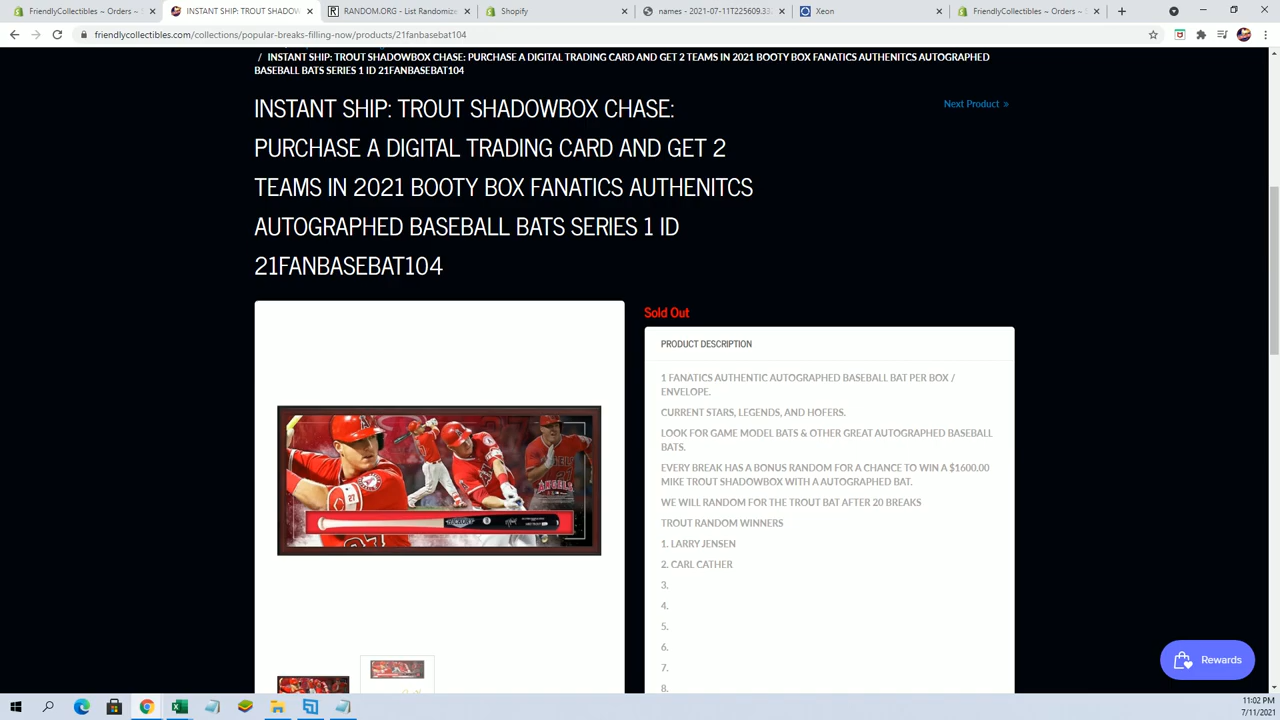 FriendlyCollectibles ~ Orders ~
INSTANT SHIP: TROUT SHADOW
RANDOM.ORG - List Randomize
Shopify
names - 2021-07-11T225609.33
Xeon
FriendlyCollectibles ~ Orders ~
friendlycollectibles.com/collections/popular-breaks-filling-now/products/21fanbasebat104
/ INSTANT SHIP: TROUT SHADOWBOX CHASE: PURCHASE A DIGITAL TRADING CARD AND GET 2 TEAMS IN 2021 BOOTY BOX FANATICS AUTHENITCS AUTOGRAPHED
BASEBALL BATS SERIES 1 ID 21FANBASEBAT104
INSTANT SHIP: TROUT SHADOWBOX CHASE:
PURCHASE A DIGITAL TRADING CARD AND GET 2
TEAMS IN 2021 BOOTY BOX FANATICS AUTHENITCS
AUTOGRAPHED BASEBALL BATS SERIES 1 ID
21FANBASEBAT104
Next Product »
Sold Out
PRODUCT DESCRIPTION
1 FANATICS AUTHENTIC AUTOGRAPHED BASEBALL BAT PER BOX /
ENVELOPE.
CURRENT STARS, LEGENDS, AND HOFERS.
LOOK FOR GAME MODEL BATS & OTHER GREAT AUTOGRAPHED BASEBALL
BATS.
EVERY BREAK HAS A BONUS RANDOM FOR A CHANCE TO WIN A $1600.00
MIKE TROUT SHADOWBOX WITH A AUTOGRAPHED BAT.
WE WILL RANDOM FOR THE TROUT BAT AFTER 20 BREAKS
TROUT RANDOM WINNERS
1. LARRY JENSEN
2. CARL CATHER
3.
4.
5.
6.
7.
8.
Rewards
11:02 PM
7/11/2021